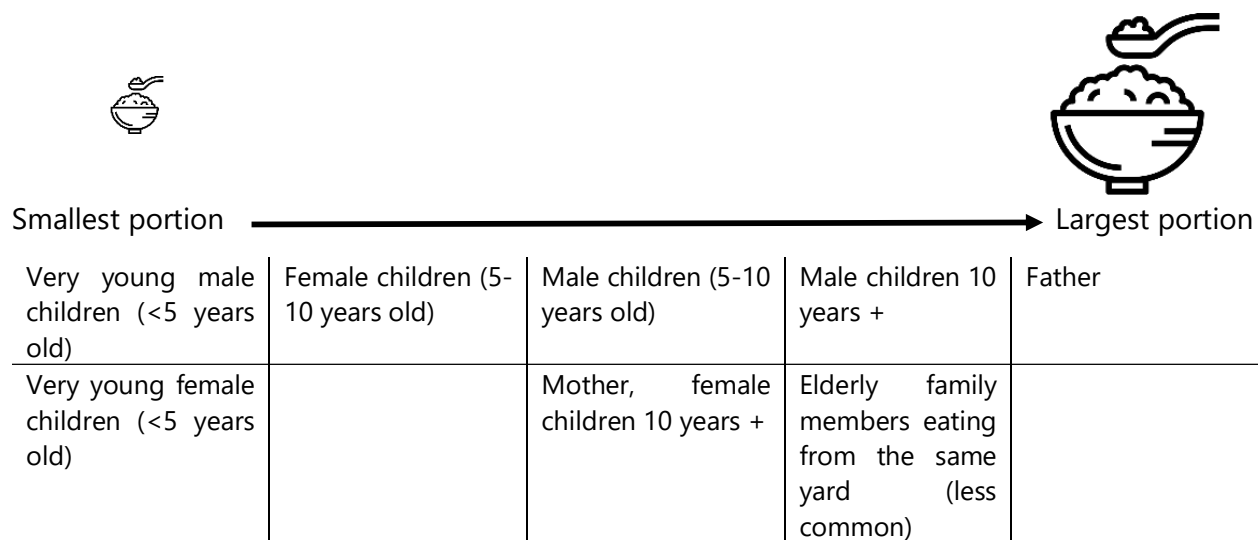 Smallest portion
Largest portion
Very young male
children (<5 years
old)
Female children (5-
10 years old)
Male children (5-10
years old)
Male children 10
years +
Father
Very young female
children (<5 years
old)
Mother, female
children 10 years +
Elderly family
members eating
from the same
yard (less
common)